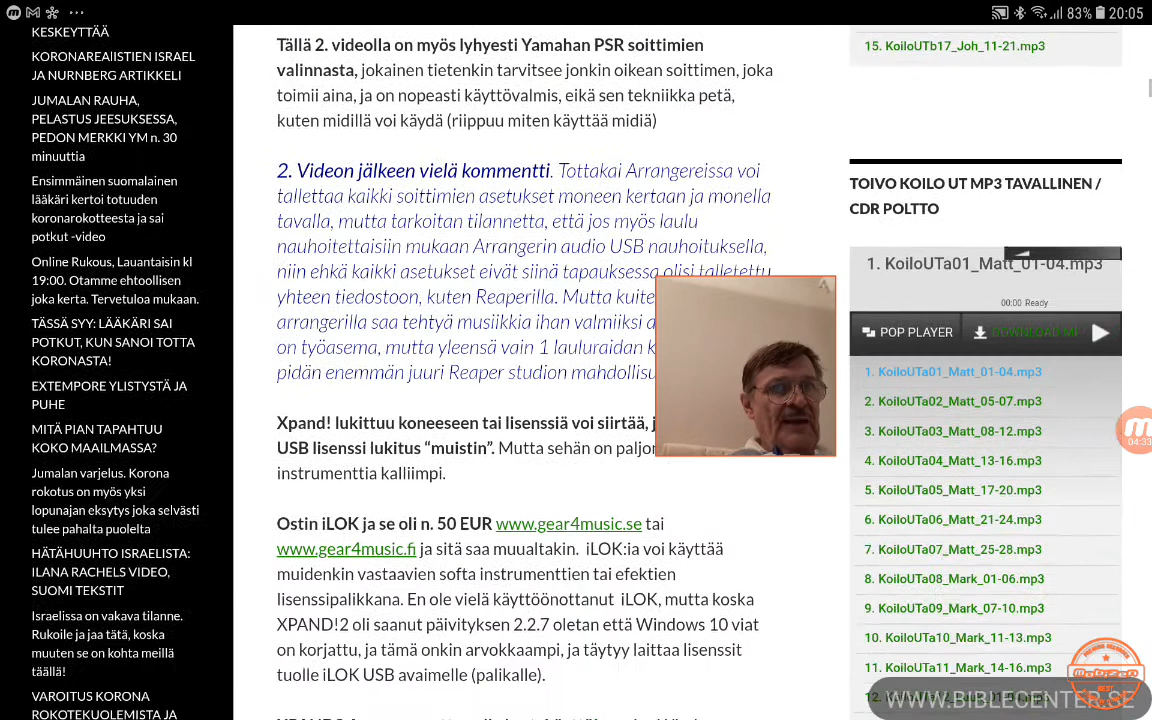 83% 20:05
KESKEYTTÄÄ
KORONAREAlISTIEN ISRAEL
JA NURNBERG ARTIKKELI
JUMALAN RAUHA,
PELASTUS JEESUKSESSA,
PEDON MERKKI YM n. 30
minuuttia
Ensimmäinen suomalainen
lääkäri kertoi totuuden
koronarokotteesta ja sai
potkut -video
Online Rukous, Lauantaisin kl
19:00. Otamme ehtoollisen
joka kerta. Tervetuloa mukaan.
TÄSSÄ SYY: LÄÄKÄRI SAI
POTKUT, KUN SANOI TOTTA
KORONASTA!
EXTEMPORE YLISTYSTÄ JA
PUHE
MITÄ PIAN TAPAHTUU
KOKO MAAILMASSA?
Jumalan varjelus. Korona
rokotus on myös yksi
lopunajan eksytys joka selvästi
tulee pahalta puolelta
HÄTÄHUUHTO ISRAELISTA:
ILANA RACHELS VIDEO,
SUOMI TEKSTIT
Israelissa on vakava tilanne.
Rukoile ja jaa tätä, koska
muuten se on kohta meillä
täällä!
VAROITUS KORONA
ROKOTEKUOLEMISTA JA
Tällä 2. videolla on myös lyhyesti Yamahan PSR soittimien
valinnasta, jokainen tietenkin tarvitsee jonkin oikean soittimen, joka
toimii aina, ja on nopeasti käyttövalmis, eikä sen tekniikka petä,
kuten midillä voi käydä (riippuu miten käyttää midiä)
2. Videon jälkeen vielä kommentti. Tottakai Arrangereissa voi
tallettaa kaikki soittimien asetukset moneen kertaan ja monella
tavalla, mutta tarkoitan tilannetta, että jos myös laulu
nauhoitettaisiin mukaan Arrangerin audio USB nauhoituksella,
niin ehkä kaikki asetukset eivät siinä tapauksessa olisi talletettu
yhteen tiedostoon, kuten Reaperilla. Mutta kuite
arrangerilla saa tehtyä musiikkia ihan valmiiksi a
on työasema, mutta yleensä vain 1 lauluraidan k
pidän enemmän juuri Reaper studion mahdollisu
Xpand! lukittuu koneeseen tai lisenssiä voi siirtää, j
USB lisenssi lukitus “muistin”. Mutta sehän on paljon
instrumenttia kalliimpi.
Ostin iLOK ja se oli n. 50 EUR www.gear4music.se tai
www.gear4music.fi ja sitä saa muualtakin. iLOK:ia voi käyttää
muidenkin vastaavien softa instrumenttien tai efektien
lisenssipalikkana. En ole vielä käyttöönottanut iLOK, mutta koska
XPAND!2 oli saanut päivityksen 2.2.7 oletan että Windows 10 viat
on korjattu, ja tämä onkin arvokkaampi, ja täytyy laittaa lisenssit
tuolle iLOK USB avaimelle (palikalle).
15. KoiloUTb17_Joh_11-21.mp3
TOIVO KOILO UT MP3 TAVALLINEN /
CDR POLTTO
1. KoiloUTa01_Matt_01-04.mp3
00:00 Ready
POP PLAYER DOWNLOAD
1. KoiloUTa01_Matt_01-04.mp3
2. KoiloUTa02_Matt_05-07.mp3
3. KoiloUTa03_Matt_08-12.mp3
4. KoiloUTa04_Matt_13-16.mp3
5. KoiloUTa05_Matt_17-20.mp3
6. KoiloUTa06_Matt_21-24.mp3
7. KoiloUTa07_Matt_25-28.mp3
8. KoiloUTa08_Mark_01-06.mp3
9. KoiloUTa09_Mark_07-10.mp3
10. KoiloUTa10_Mark_11-13.mp3
11. KoiloUTa11_Mark_14-16.mp3
04:33
WWW.BIBLECENTER.SE